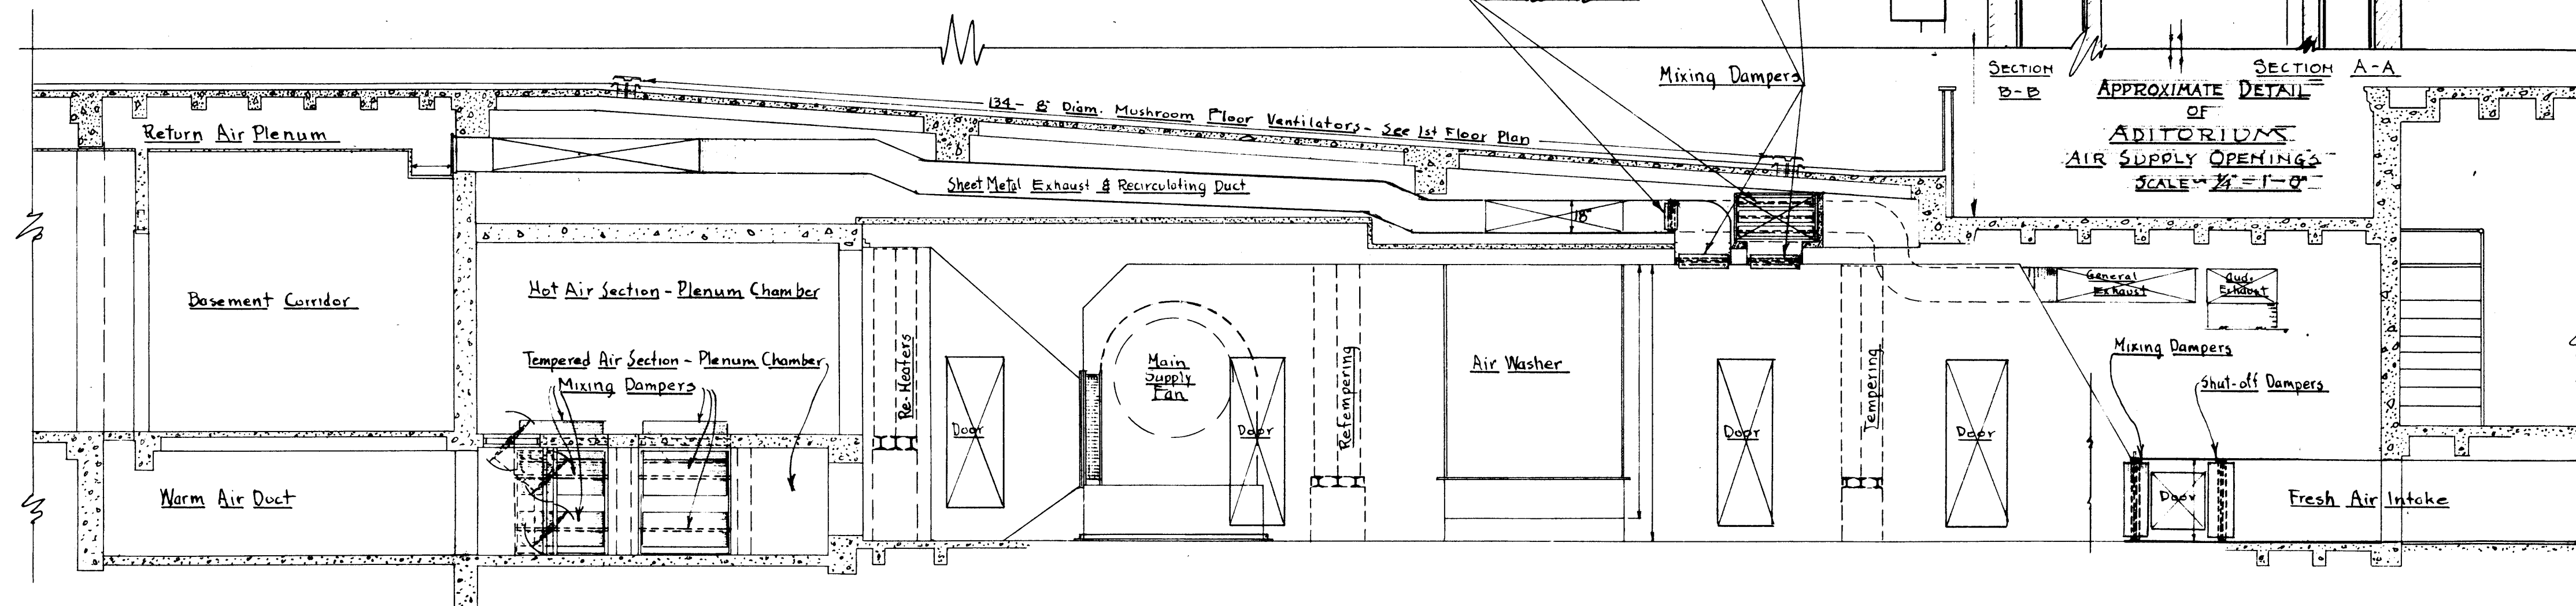 Mixing Dampers
SECTION
B-B
SECTION A-A
APPROXIMATE DETAIL
OF
ADITORIUMS
AIR SUPPLY OPENINGS
SCALE - ¼" = 1'-0"
134 - 8" Diam. Mushroom Floor Ventilators - See 1st Floor Plan
Return Air Plenum
Sheet Metal Exhaust & Recirculating Duct
18"
Basement Corridor
Hot Air Section - Plenum Chamber
General
Exhaust
Aud.
Exhaust
Tempered Air Section - Plenum Chamber
Mixing Dampers
Re-Heaters
Door
Main
Supply
Fan
Door
Retempering
Air Washer
Door
Tempering
Door
Mixing Dampers
Shut-off Dampers
Warm Air Duct
Door
Fresh Air Intake